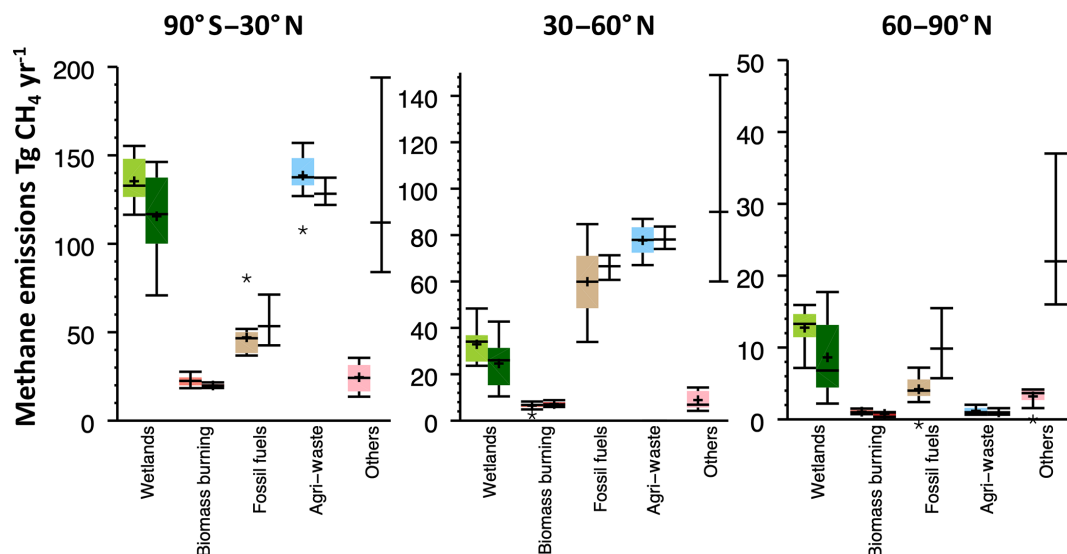 90°S–30°N
30–60°N
60–90°N
Methane emissions Tg CH₄ yr⁻¹
200
150
100
50
0
140
120
100
80
60
40
20
0
50
40
30
20
10
0
Wetlands
Biomass burning
Fossil fuels
Agri–waste
Others
Wetlands
Biomass burning
Fossil fuels
Agri–waste
Others
Wetlands
Biomass burning
Fossil fuels
Agri–waste
Others